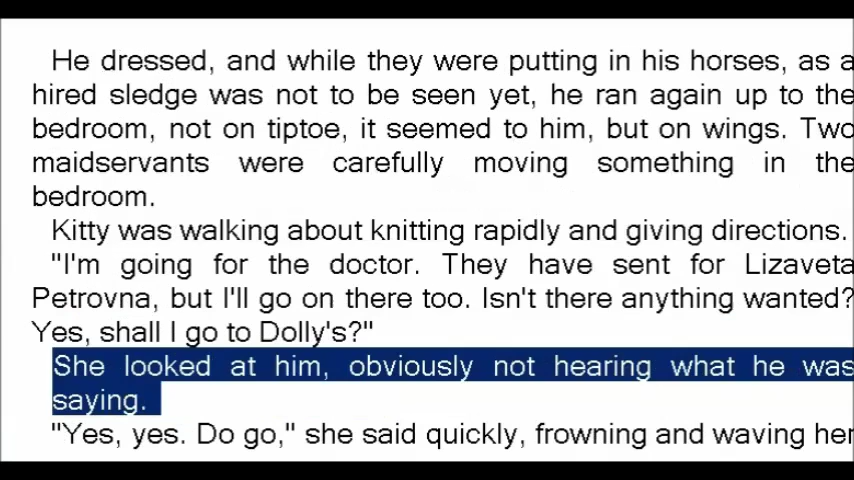 He dressed, and while they were putting in his horses, as a
hired sledge was not to be seen yet, he ran again up to the
bedroom, not on tiptoe, it seemed to him, but on wings. Two
maidservants were carefully moving something in the
bedroom.
Kitty was walking about knitting rapidly and giving directions.
"I'm going for the doctor. They have sent for Lizaveta
Petrovna, but I'll go on there too. Isn't there anything wanted?
Yes, shall I go to Dolly's?"
She looked at him, obviously not hearing what he was
saying.
"Yes, yes. Do go," she said quickly, frowning and waving her